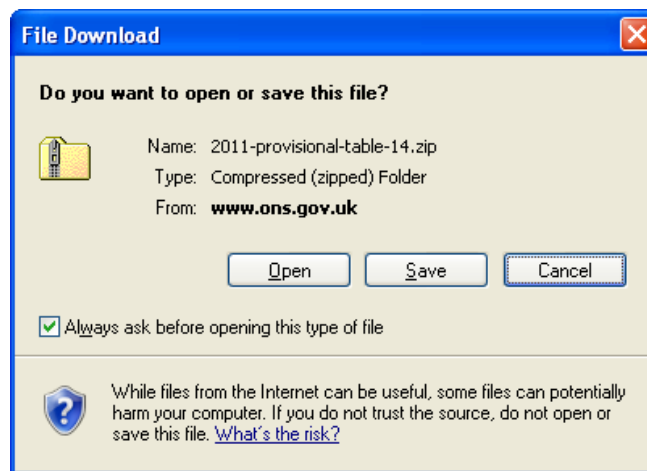 File Download
Do you want to open or save this file?
Name: 2011-provisional-table-14.zip
Type: Compressed (zipped) Folder
From: www.ons.gov.uk
Open Save Cancel
Always ask before opening this type of file
While files from the Internet can be useful, some files can potentially
harm your computer. If you do not trust the source, do not open or
save this file. What's the risk?